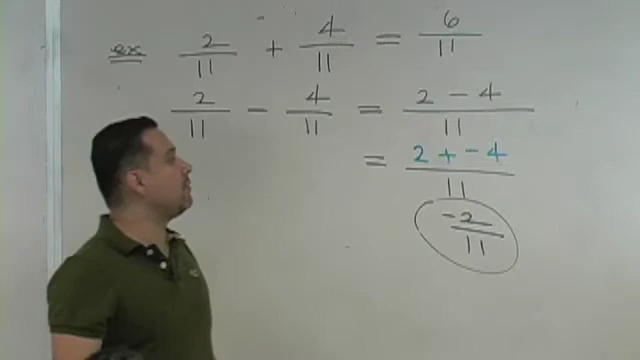 ex 2/11 + 4/11 = 6/11
2/11 - 4/11 = 2 - 4/11
= 2 + - 4/11
-2/11